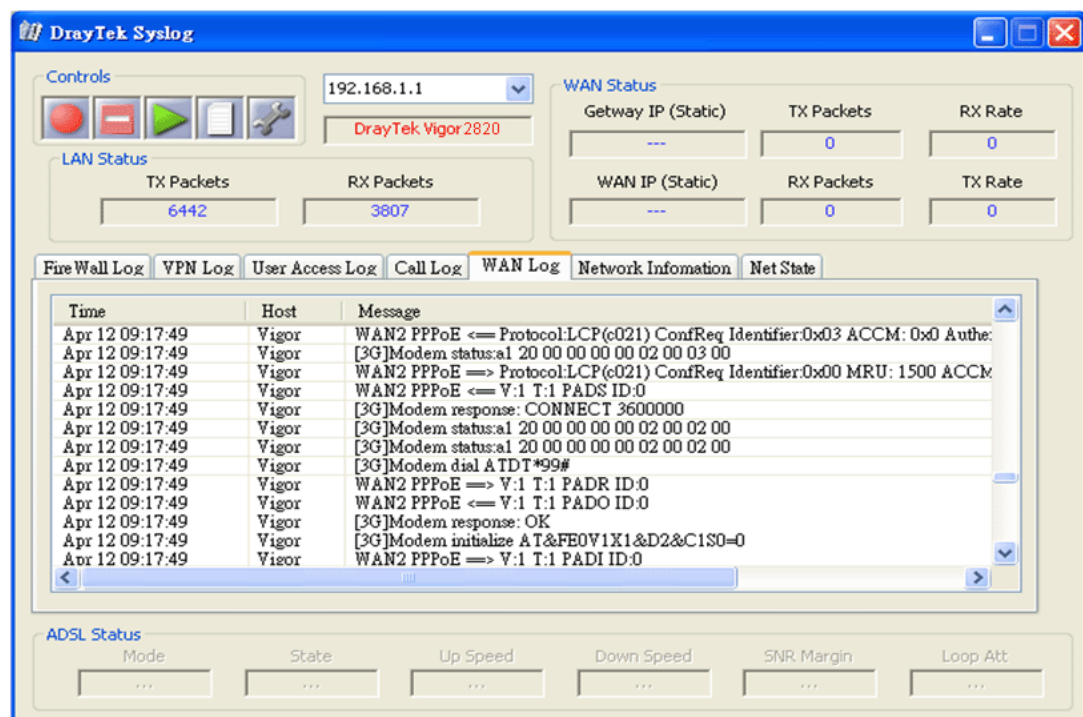 DrayTek Syslog
Controls
192.168.1.1
DrayTek Vigor2820
WAN Status
Getway IP (Static) TX Packets RX Rate
--- 0 0
WAN IP (Static) RX Packets TX Rate
--- 0 0
LAN Status
TX Packets RX Packets
6442 3807
Fire Wall Log VPN Log User Access Log Call Log WAN Log Network Infomation Net State
Time Host Message
Apr 12 09:17:49 Vigor WAN2 PPPoE <== Protocol:LCP(c021) ConfReq Identifier:0x03 ACCM: 0x0 Authe:
Apr 12 09:17:49 Vigor [3G]Modem status:a1 20 00 00 00 00 02 00 03 00
Apr 12 09:17:49 Vigor WAN2 PPPoE ==> Protocol:LCP(c021) ConfReq Identifier:0x00 MRU: 1500 ACCM
Apr 12 09:17:49 Vigor WAN2 PPPoE <== V:1 T:1 PADS ID:0
Apr 12 09:17:49 Vigor [3G]Modem response: CONNECT 3600000
Apr 12 09:17:49 Vigor [3G]Modem status:a1 20 00 00 00 00 02 00 02 00
Apr 12 09:17:49 Vigor [3G]Modem status:a1 20 00 00 00 00 02 00 02 00
Apr 12 09:17:49 Vigor [3G]Modem dial ATDT*99#
Apr 12 09:17:49 Vigor WAN2 PPPoE ==> V:1 T:1 PADR ID:0
Apr 12 09:17:49 Vigor WAN2 PPPoE <== V:1 T:1 PADO ID:0
Apr 12 09:17:49 Vigor [3G]Modem response: OK
Apr 12 09:17:49 Vigor [3G]Modem initialize AT&FE0V1X1&D2&C1S0=0
Apr 12 09:17:49 Vigor WAN2 PPPoE ==> V:1 T:1 PADI ID:0
ADSL Status
Mode State Up Speed Down Speed SNR Margin Loop Att
... ... ... ... ... ...